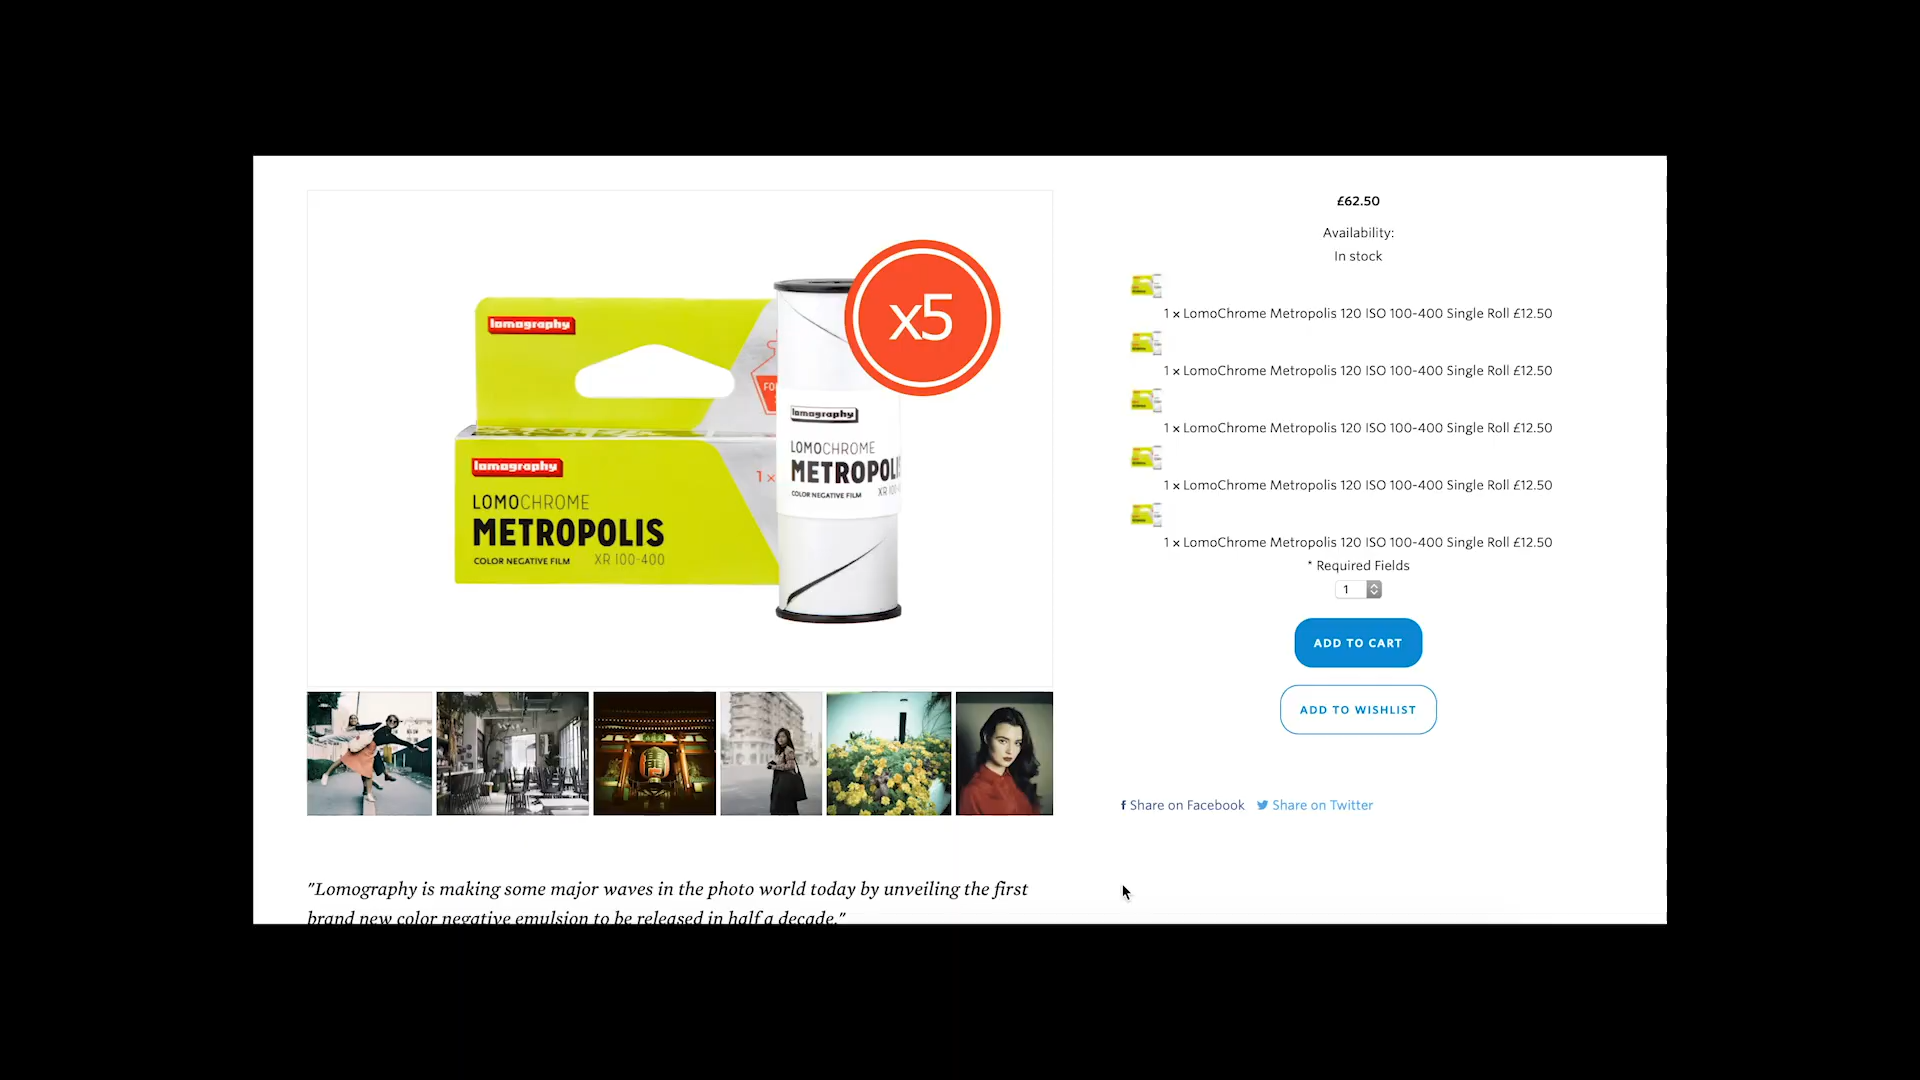 lomography
FO
lomography
LOMOCHROME
METROPOLIS
COLOR NEGATIVE FILM XR 100-400
1x
x5
lomography
LOMOCHROME
METROPOLIS
COLOR NEGATIVE FILM XR 100-4
£62.50
Availability:
In stock
1 x LomoChrome Metropolis 120 ISO 100-400 Single Roll £12.50
1 x LomoChrome Metropolis 120 ISO 100-400 Single Roll £12.50
1 x LomoChrome Metropolis 120 ISO 100-400 Single Roll £12.50
1 x LomoChrome Metropolis 120 ISO 100-400 Single Roll £12.50
1 x LomoChrome Metropolis 120 ISO 100-400 Single Roll £12.50
* Required Fields
1
ADD TO CART
ADD TO WISHLIST
f Share on Facebook Share on Twitter
"Lomography is making some major waves in the photo world today by unveiling the first
brand new color negative emulsion to be released in half a decade."